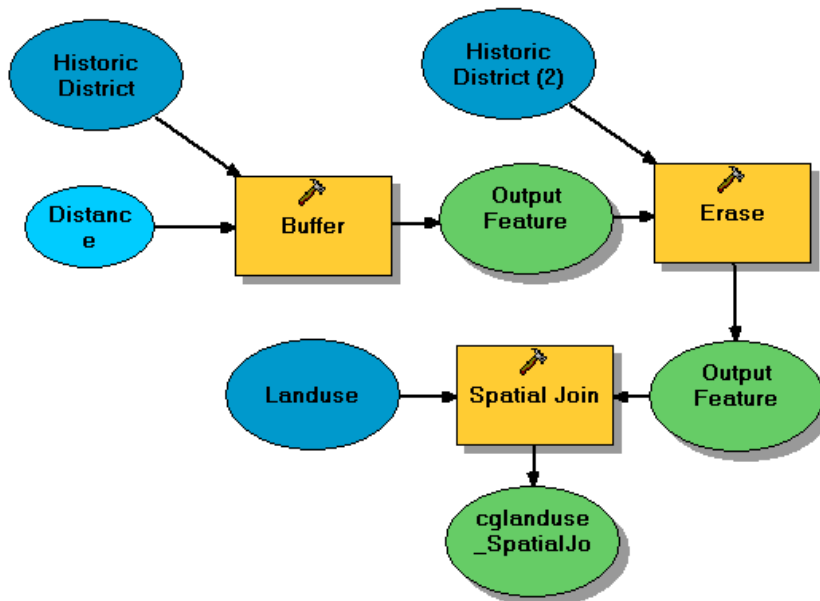 Historic
District
Historic
District (2)
Distanc
e
Buffer
Output
Feature
Erase
Landuse
Spatial Join
Output
Feature
cglanduse
_SpatialJo